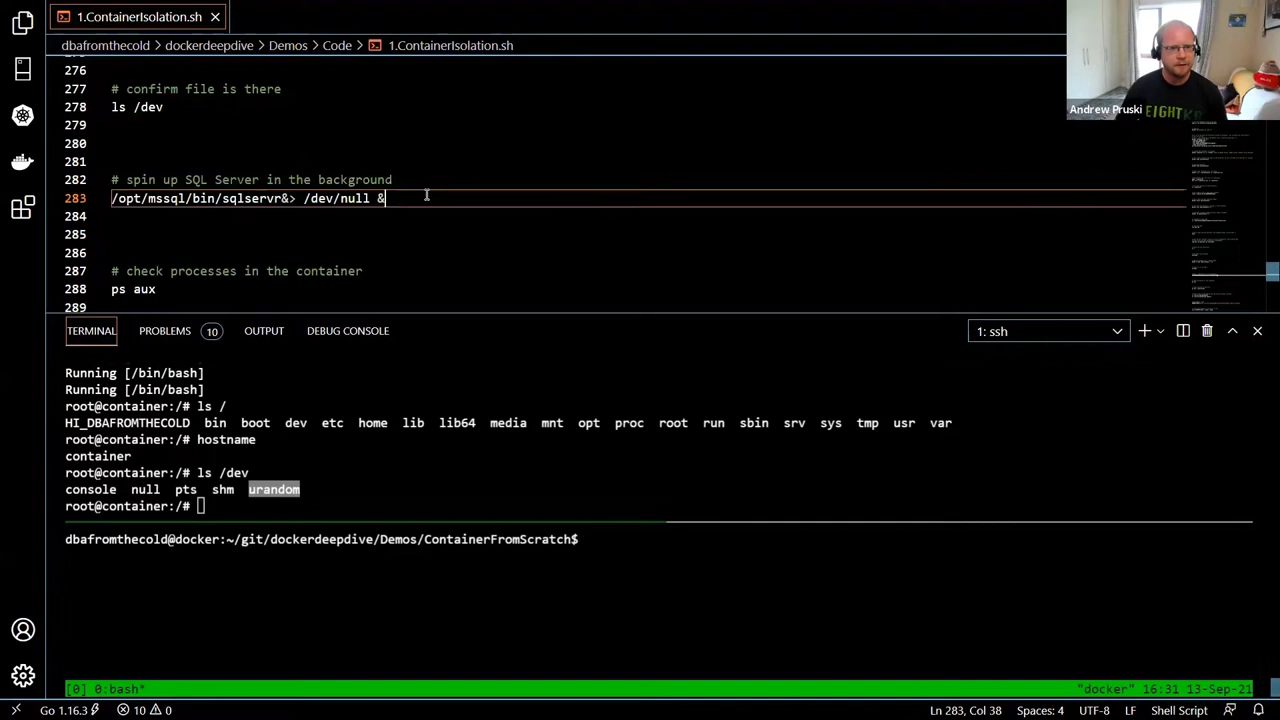 1.ContainerIsolation.sh
dbafromthecold > dockerdeepdive > Demos > Code > 1.ContainerIsolation.sh
276
277 # confirm file is there
278 ls /dev
279
280
281
282 # spin up SQL Server in the background
283 /opt/mssql/bin/sqlservr&> /dev/null &
284
285
286
287 # check processes in the container
288 ps aux
289
Andrew Pruski
EIGHT
TERMINAL PROBLEMS 10 OUTPUT DEBUG CONSOLE 1: ssh
Running [/bin/bash]
Running [/bin/bash]
root@container:/# ls /
HI_DBAFROMTHECOLD bin boot dev etc home lib lib64 media mnt opt proc root run sbin srv sys tmp usr var
root@container:/# hostname
container
root@container:/# ls /dev
console null pts shm urandom
root@container:/#
dbafromthecold@docker:~/git/dockerdeepdive/Demos/ContainerFromScratch$
[0] 0:bash* "docker" 16:31 13-Sep-21
Go 1.16.3 10 0 Ln 283, Col 38 Spaces: 4 UTF-8 LF Shell Script